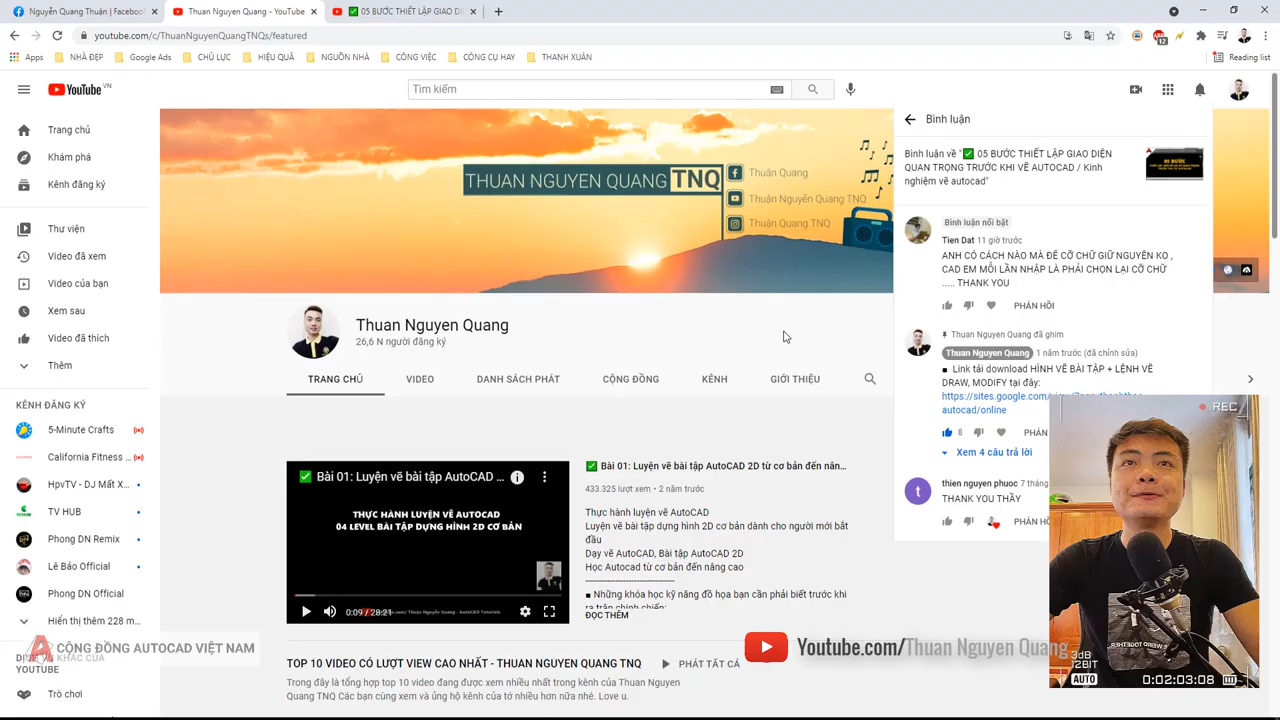 Nguyễn Quang Thuận | Facebook
Thuan Nguyen Quang - YouTube
✅ 05 BƯỚC THIẾT LẬP GIAO DI
youtube.com/c/ThuanNguyenQuangTNQs/featured
Apps
NHÀ ĐẸP
Google Ads
CHỦ LỰC
HIỆU QUẢ
NGUỒN NHÀ
CÔNG VIỆC
CÔNG CỤ HAY
THANH XUÂN
Reading list
YouTube VN
Tìm kiếm
Trang chủ
Khám phá
Kênh đăng ký
Thư viện
Video đã xem
Video của bạn
Xem sau
Video đã thích
Thêm
KÊNH ĐĂNG KÝ
5-Minute Crafts
California Fitness ...
HpvTV - DJ Mất X...
TV HUB
Phong DN Remix
Lê Bảo Official
Phong DN Official
Hiển thị thêm 228 m...
KHÁC CỦA
YOUTUBE
Trò chơi
THUAN NGUYEN QUANG TNQ
Thuận Quang
Thuận Nguyễn Quang TNQ
Thuận Quang TNQ
Thuan Nguyen Quang
26,6 N người đăng ký
TRANG CHỦ
VIDEO
DANH SÁCH PHÁT
CỘNG ĐỒNG
KÊNH
GIỚI THIỆU
✅ Bài 01: Luyện vẽ bài tập AutoCAD ...
THỰC HÀNH LUYỆN VẼ AUTOCAD
04 LEVEL BÀI TẬP DỰNG HÌNH 2D CƠ BẢN
0:09 / 28:21
✅ Bài 01: Luyện vẽ bài tập AutoCAD 2D từ cơ bản đến nân...
433.325 lượt xem • 2 năm trước
Thực hành luyện vẽ AutoCAD
Luyện vẽ bài tập dựng hình 2D cơ bản dành cho người mới bắt
đầu
Dạy vẽ AutoCAD, Bài tập AutoCAD 2D
Học Autocad từ cơ bản đến nâng cao
-------------------------------
■ Những khóa học kỹ năng đồ họa bạn cần phải biết trước khi
ra trận chinh chiến:
ĐỌC THÊM
TOP 10 VIDEO CÓ LƯỢT VIEW CAO NHẤT - THUAN NGUYEN QUANG TNQ
PHÁT TẤT CẢ
Trong đây là tổng hợp top 10 video đang được xem nhiều nhất trong kênh của Thuan Nguyen
Quang TNQ Các bạn cùng xem và ủng hộ kênh của tớ nhiều hơn nữa nhé. Love u.
Bình luận
Bình luận về "✅ 05 BƯỚC THIẾT LẬP GIAO DIỆN
QUAN TRỌNG TRƯỚC KHI VẼ AUTOCAD / Kinh
nghiệm vẽ autocad"
05 BƯỚC
Bình luận nổi bật
Tien Dat 11 giờ trước
ANH CÓ CÁCH NÀO MÀ ĐỂ CỠ CHỮ GIỮ NGUYÊN KO ,
CAD EM MỖI LẦN NHẬP LÀ PHẢI CHỌN LẠI CỠ CHỮ
..... THANK YOU
PHẢN HỒI
Thuan Nguyen Quang đã ghim
Thuan Nguyen Quang 1 năm trước (đã chỉnh sửa)
■ Link tải download HÌNH VẼ BÀI TẬP + LỆNH VẼ
DRAW, MODIFY tại đây:
autocad/online
8
PHẢN
Xem 4 câu trả lời
thien nguyen phuoc 7 tháng
THANK YOU THẦY
PHẢN HỒ
REC
AUTO
0:02:03:08
CỘNG ĐỒNG AUTOCAD VIỆT NAM
Youtube.com/Thuan Nguyen Quang